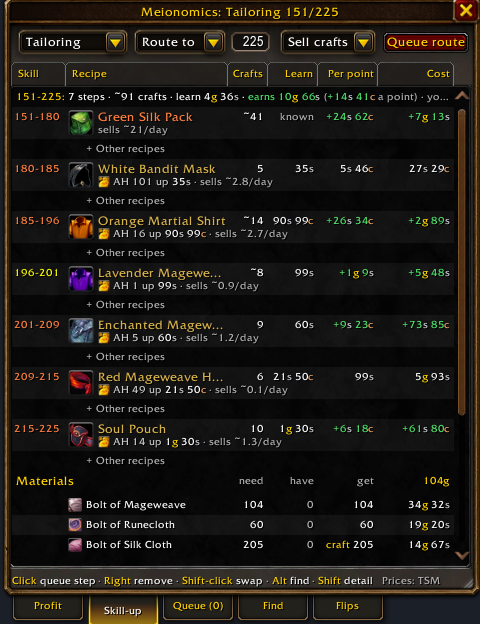 Meionomics: Tailoring 151/225
Tailoring Route to 225 Sell crafts Queue route
Skill Recipe Crafts Learn Per point Cost
151-225: 7 steps · ~91 crafts · learn 4g 36s · earns 10g 66s (+14s 41c a point) · yo...
151-180 Green Silk Pack ~41 known +24s 62c +7g 13s
sells ~21/day
+ Other recipes
180-185 White Bandit Mask 5 35s 5s 46c 27s 29c
AH 101 up 35s · sells ~2.8/day
+ Other recipes
185-196 Orange Martial Shirt ~14 90s 99c +26s 34c +2g 89s
AH 16 up 90s 99c · sells ~2.7/day
+ Other recipes
196-201 Lavender Magewe... ~8 99s +1g 9s +5g 48s
AH 1 up 99s · sells ~0.9/day
+ Other recipes
201-209 Enchanted Magew... 9 60s +9s 23c +73s 85c
AH 5 up 60s · sells ~1.2/day
+ Other recipes
209-215 Red Mageweave H... 6 21s 50c 99s 5g 93s
AH 49 up 21s 50c · sells ~0.1/day
+ Other recipes
215-225 Soul Pouch 10 1g 30s +6s 18c +61s 80c
AH 14 up 1g 30s · sells ~1.3/day
+ Other recipes
Materials need have get 104g
Bolt of Mageweave 104 0 104 34g 32s
Bolt of Runecloth 60 0 60 19g 20s
Bolt of Silk Cloth 205 0 craft 205 14g 67s
Click queue step · Right remove · Shift-click swap · Alt find · Shift detail Prices: TSM
Profit Skill-up Queue (0) Find Flips